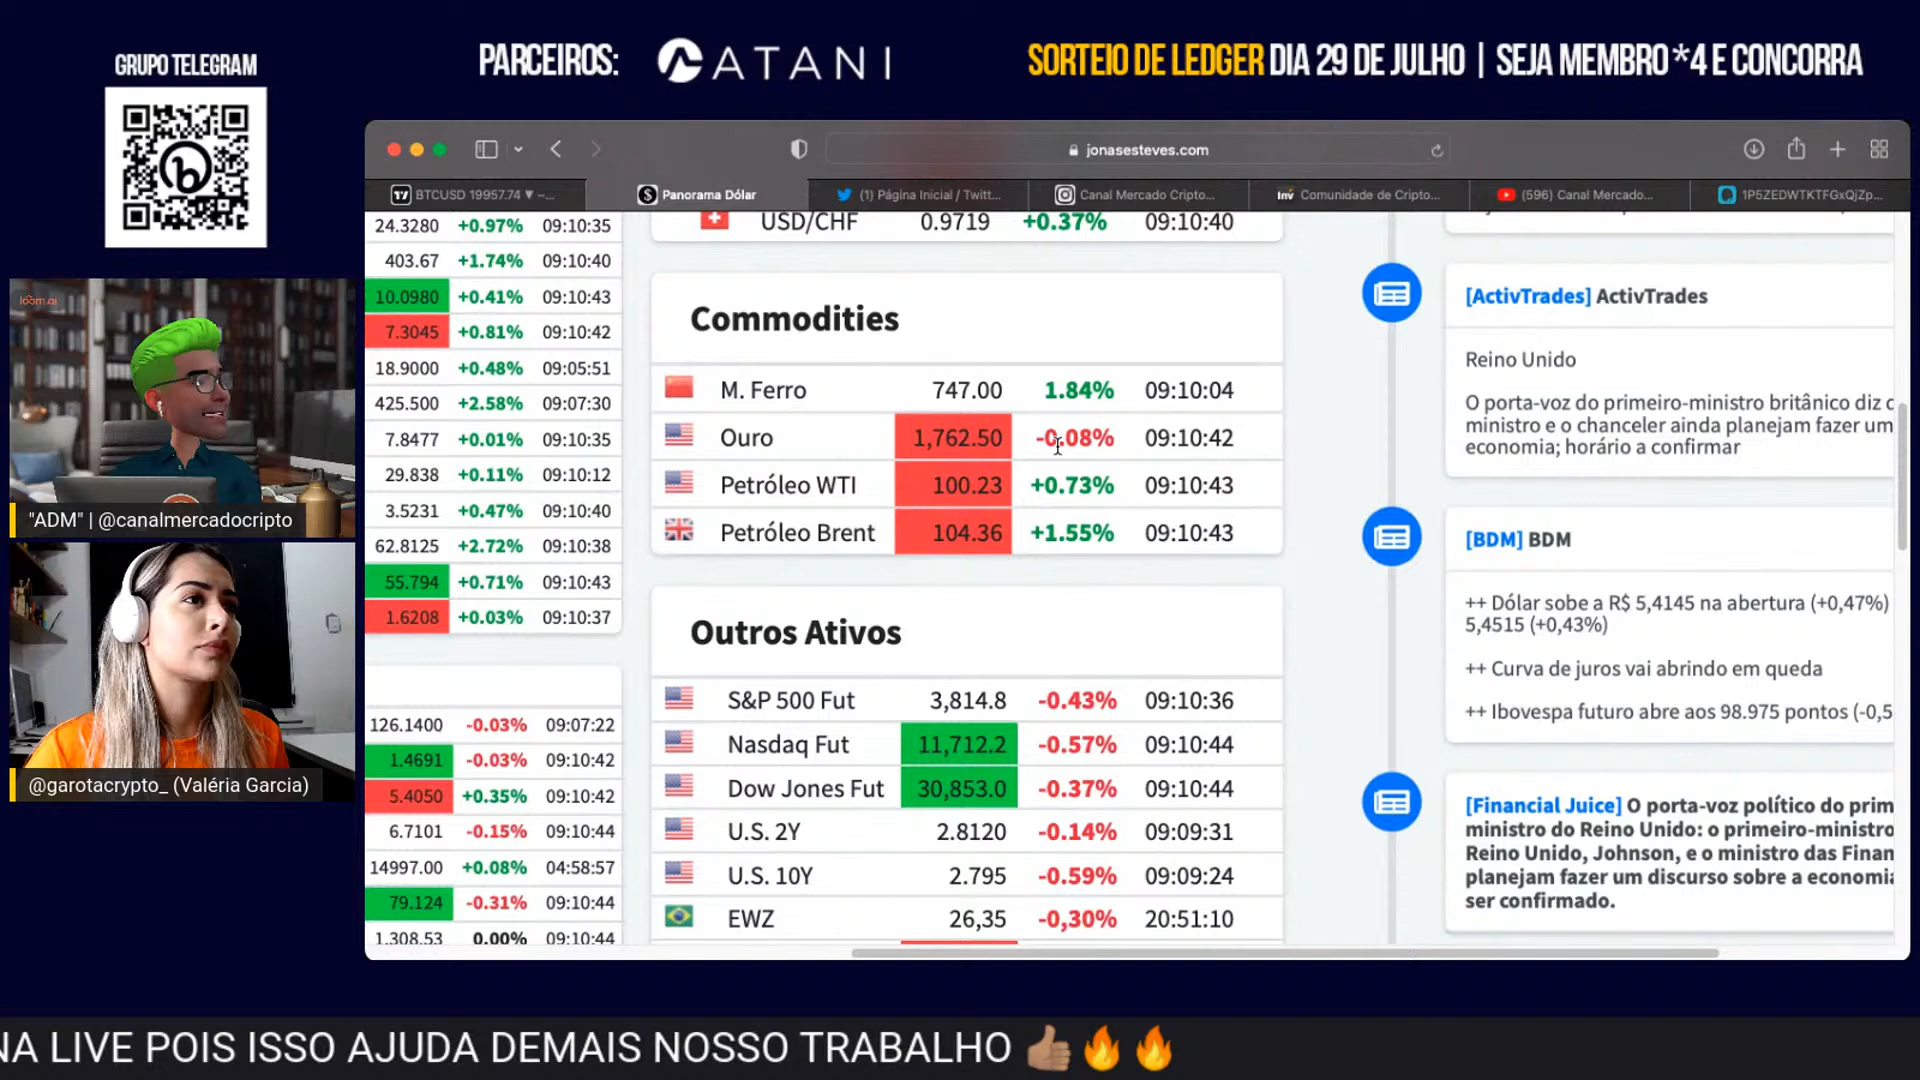 GRUPO TELEGRAM
PARCEIROS:
ATANI
SORTEIO DE LEDGER DIA 29 DE JULHO | SEJA MEMBRO *4 E CONCORRA
jonasesteves.com
BTCUSD 19957.74 ▼ –...
Panorama Dólar
(1) Página Inicial / Twitt...
Canal Mercado Cripto...
inv Comunidade de Cripto...
(596) Canal Mercado...
1P5ZEDWTKTFGxQjZp...
24.3280 +0.97% 09:10:35
403.67 +1.74% 09:10:40
10.0980 +0.41% 09:10:43
7.3045 +0.81% 09:10:42
18.9000 +0.48% 09:05:51
425.500 +2.58% 09:07:30
7.8477 +0.01% 09:10:35
29.838 +0.11% 09:10:12
3.5231 +0.47% 09:10:40
62.8125 +2.72% 09:10:38
55.794 +0.71% 09:10:43
1.6208 +0.03% 09:10:37
126.1400 -0.03% 09:07:22
1.4691 -0.03% 09:10:42
5.4050 +0.35% 09:10:42
6.7101 -0.15% 09:10:44
14997.00 +0.08% 04:58:57
79.124 -0.31% 09:10:44
1.308.53 0.00% 09:10:44
USD/CHF 0.9719 +0.37% 09:10:40
Commodities
M. Ferro 747.00 1.84% 09:10:04
Ouro 1,762.50 -0.08% 09:10:42
Petróleo WTI 100.23 +0.73% 09:10:43
Petróleo Brent 104.36 +1.55% 09:10:43
Outros Ativos
S&P 500 Fut 3,814.8 -0.43% 09:10:36
Nasdaq Fut 11,712.2 -0.57% 09:10:44
Dow Jones Fut 30,853.0 -0.37% 09:10:44
U.S. 2Y 2.8120 -0.14% 09:09:31
U.S. 10Y 2.795 -0.59% 09:09:24
EWZ 26,35 -0,30% 20:51:10
[ActivTrades] ActivTrades
Reino Unido
O porta-voz do primeiro-ministro britânico diz
ministro e o chanceler ainda planejam fazer um
economia; horário a confirmar
[BDM] BDM
++ Dólar sobe a R$ 5,4145 na abertura (+0,47%)
5,4515 (+0,43%)
++ Curva de juros vai abrindo em queda
++ Ibovespa futuro abre aos 98.975 pontos (-0,5
[Financial Juice] O porta-voz político do prim
ministro do Reino Unido: o primeiro-ministro
Reino Unido, Johnson, e o ministro das Finan
planejam fazer um discurso sobre a economia
ser confirmado.
loom.ai
"ADM" | @canalmercadocripto
@garotacrypto_ (Valéria Garcia)
NA LIVE POIS ISSO AJUDA DEMAIS NOSSO TRABALHO 👍🏽🔥🔥